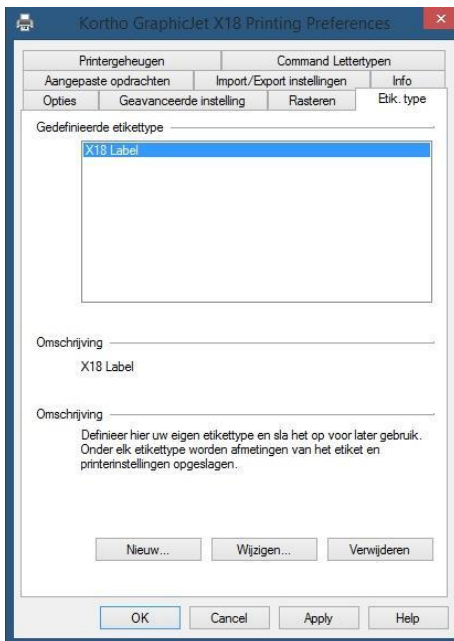 Kortho GraphicJet X18 Printing Preferences
Printergeheugen Command Lettertypen
Aangepaste opdrachten Import/Export instellingen Info
Opties Geavanceerde instelling Rasteren Etik. type
Gedefinieerde etikettype
X18 Label
Omschrijving
X18 Label
Omschrijving
Definieer hier uw eigen etikettype en sla het op voor later gebruik.
Onder elk etikettype worden afmetingen van het etiket en
printerinstellingen opgeslagen.
Nieuw... Wijzigen... Verwijderen
OK Cancel Apply Help